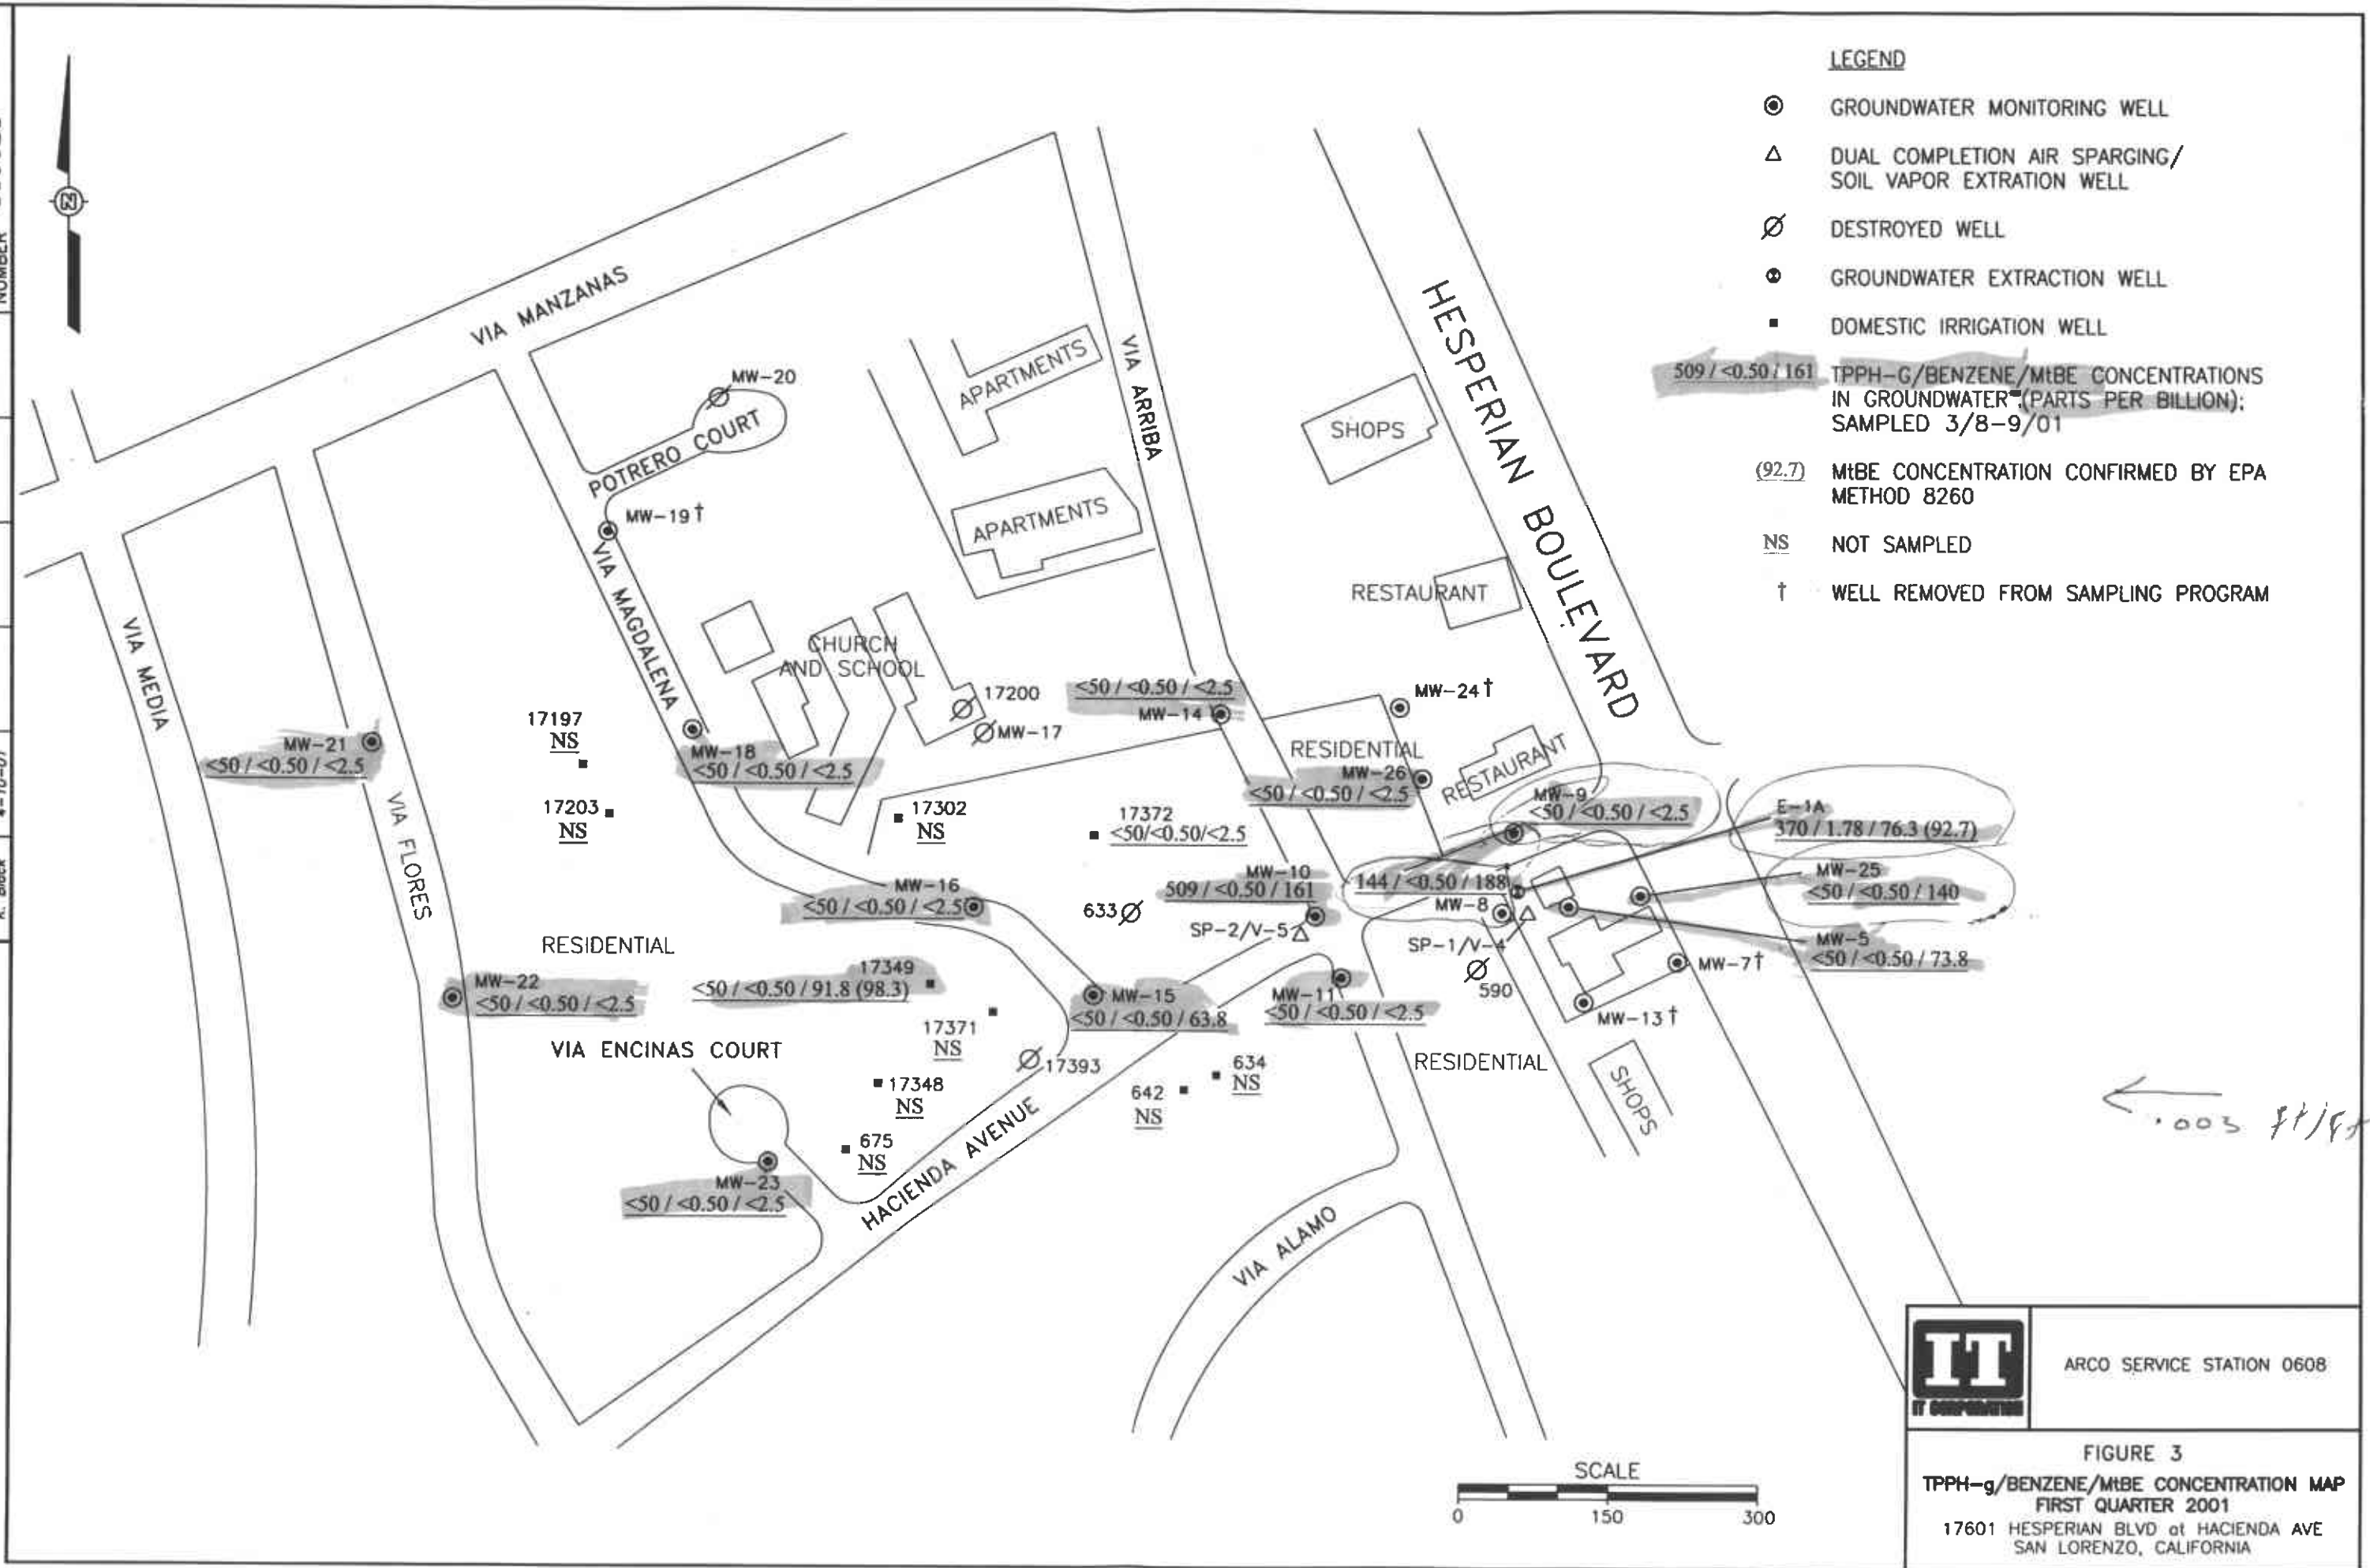 NUMBER
LEGEND
GROUNDWATER MONITORING WELL
DUAL COMPLETION AIR SPARGING/
SOIL VAPOR EXTRATION WELL
DESTROYED WELL
GROUNDWATER EXTRACTION WELL
DOMESTIC IRRIGATION WELL
509 / <0.50 / 161 TPPH-G/BENZENE/MtBE CONCENTRATIONS
IN GROUNDWATER (PARTS PER BILLION);
SAMPLED 3/8-9/01
(92.7) MtBE CONCENTRATION CONFIRMED BY EPA
METHOD 8260
NS NOT SAMPLED
† WELL REMOVED FROM SAMPLING PROGRAM
N
VIA MANZANAS
MW-20
POTRERO COURT
MW-19†
VIA MAGDALENA
APARTMENTS
APARTMENTS
VIA ARRIBA
SHOPS
HESPERIAN BOULEVARD
RESTAURANT
VIA MEDIA
CHURCH
AND SCHOOL
17200
MW-17
<50 / <0.50 / <2.5
MW-14
MW-24†
17197
NS
MW-21
<50 / <0.50 / <2.5
MW-18
<50 / <0.50 / <2.5
RESIDENTIAL
MW-26
<50 / <0.50 / <2.5
RESTAURANT
MW-9
<50 / <0.50 / <2.5
E-1A
370 / 1.78 / 76.3 (92.7)
17203
NS
VIA FLORES
17302
NS
17372
<50/<0.50/<2.5
MW-10
509 / <0.50 / 161
144 / <0.50 / 188
MW-8
MW-25
<50 / <0.50 / 140
MW-16
<50 / <0.50 / <2.5
633
SP-2/V-5
SP-1/V-4
MW-5
<50 / <0.50 / 73.8
RESIDENTIAL
MW-22
<50 / <0.50 / <2.5
17349
<50 / <0.50 / 91.8 (98.3)
MW-15
<50 / <0.50 / 63.8
MW-11
<50 / <0.50 / <2.5
590
MW-7†
MW-13†
17371
NS
VIA ENCINAS COURT
17393
17348
NS
634
NS
642
NS
RESIDENTIAL
SHOPS
.003 ft/ft
675
NS
MW-23
<50 / <0.50 / <2.5
HACIENDA AVENUE
VIA ALAMO
SCALE
0 150 300
IT
IT CORPORATION
ARCO SERVICE STATION 0608
FIGURE 3
TPPH-g/BENZENE/MtBE CONCENTRATION MAP
FIRST QUARTER 2001
17601 HESPERIAN BLVD at HACIENDA AVE
SAN LORENZO, CALIFORNIA